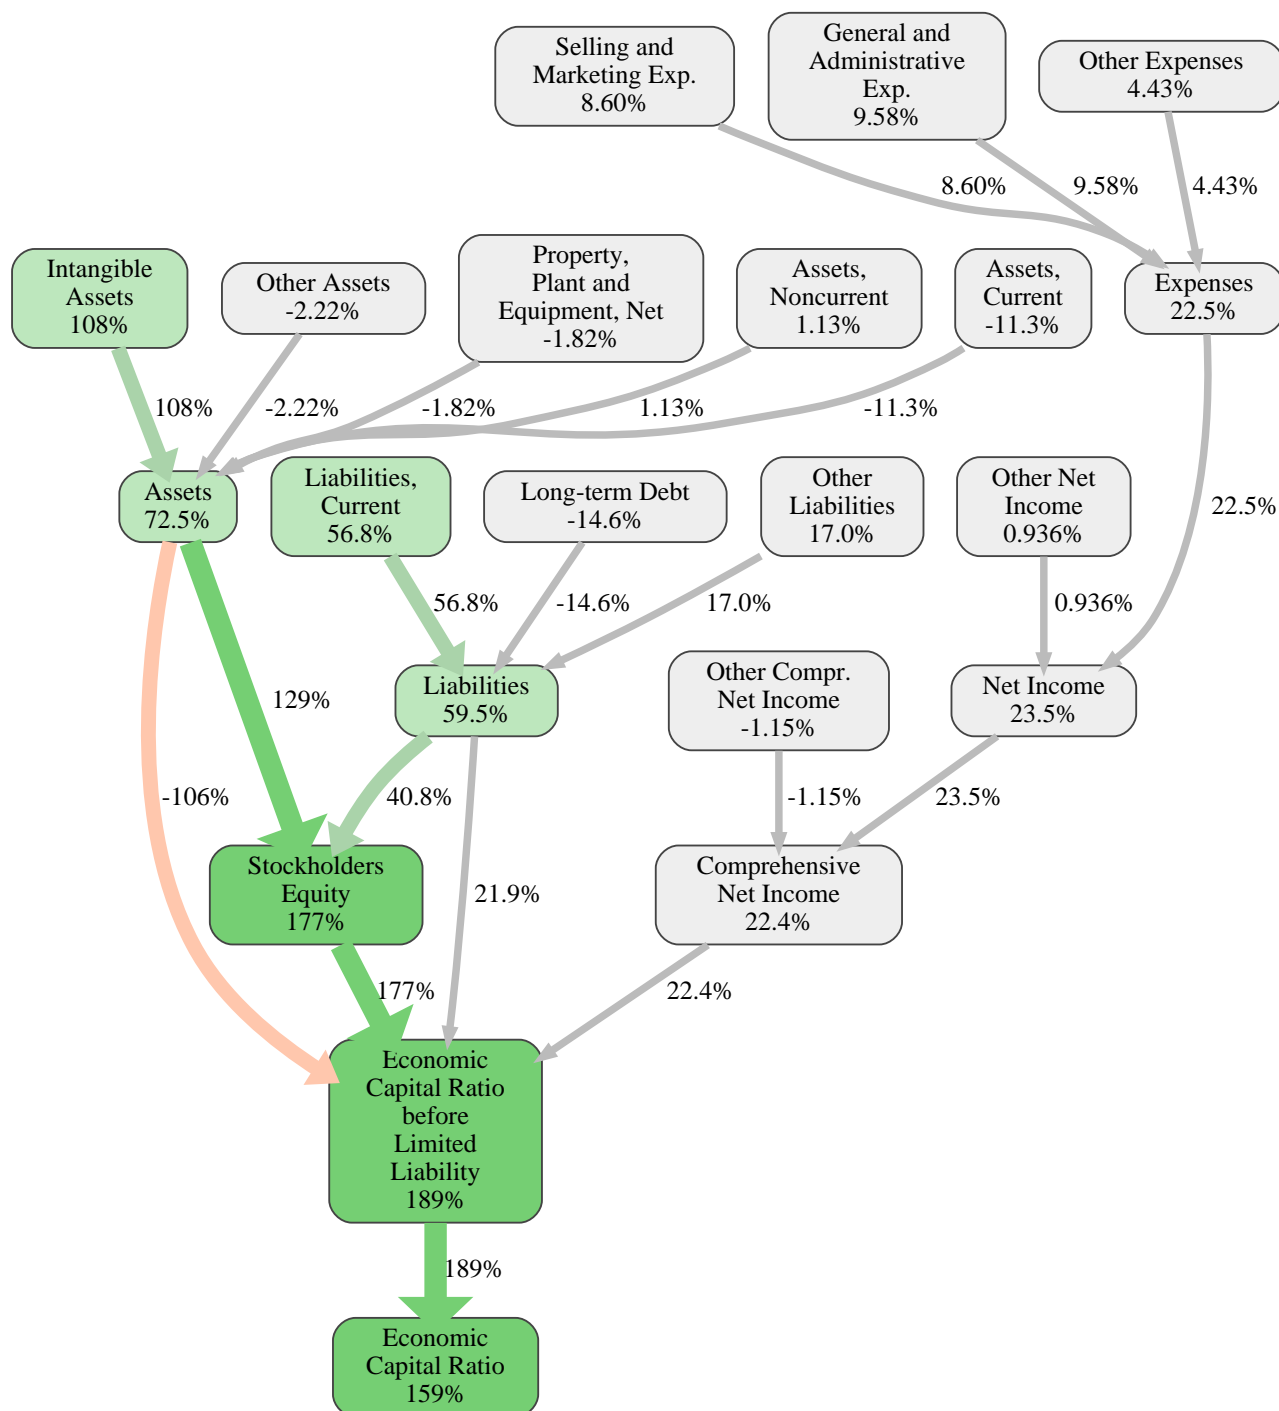 Selling and
Marketing Exp.
8.60%
General and
Administrative
Exp.
9.58%
Other Expenses
4.43%
8.60%
9.58%
4.43%
Intangible
Assets
108%
Other Assets
-2.22%
Property,
Plant and
Equipment, Net
-1.82%
Assets,
Noncurrent
1.13%
Assets,
Current
-11.3%
Expenses
22.5%
108%
-2.22%
-1.82%
1.13%
-11.3%
22.5%
Assets
72.5%
Liabilities,
Current
56.8%
Long-term Debt
-14.6%
Other
Liabilities
17.0%
Other Net
Income
0.936%
56.8%
-14.6%
17.0%
0.936%
Liabilities
59.5%
Other Compr.
Net Income
-1.15%
Net Income
23.5%
129%
-106%
40.8%
-1.15%
23.5%
Stockholders
Equity
177%
21.9%
Comprehensive
Net Income
22.4%
177%
22.4%
Economic
Capital Ratio
before
Limited
Liability
189%
189%
Economic
Capital Ratio
159%